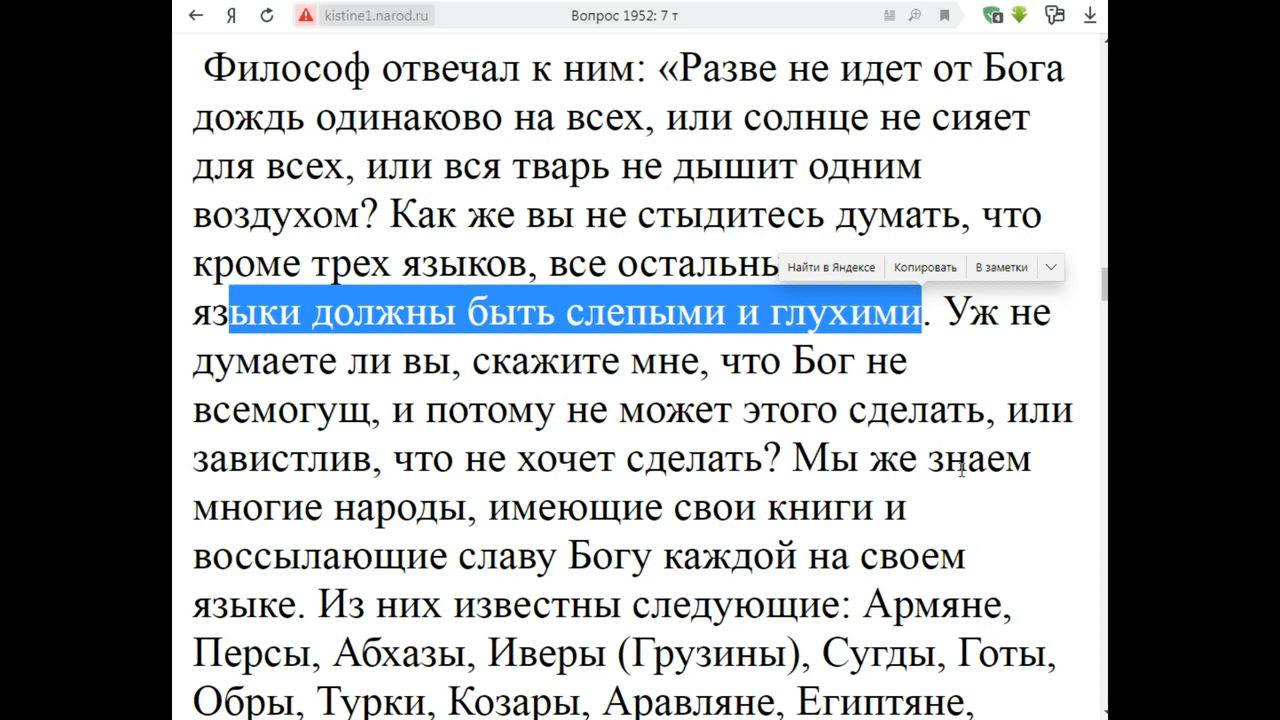 Я kistine1.narod.ru Вопрос 1952: 7 т 4
Философ отвечал к ним: «Разве не идет от Бога
дождь одинаково на всех, или солнце не сияет
для всех, или вся тварь не дышит одним
воздухом? Как же вы не стыдитесь думать, что
кроме трех языков, все остальны
Найти в Яндексе Копировать В заметки
языки должны быть слепыми и глухими. Уж не
думаете ли вы, скажите мне, что Бог не
всемогущ, и потому не может этого сделать, или
завистлив, что не хочет сделать? Мы же знаем
многие народы, имеющие свои книги и
воссылающие славу Богу каждой на своем
языке. Из них известны следующие: Армяне,
Персы, Абхазы, Иверы (Грузины), Сугды, Готы,
Обры, Турки, Козары, Аравляне, Египтяне,